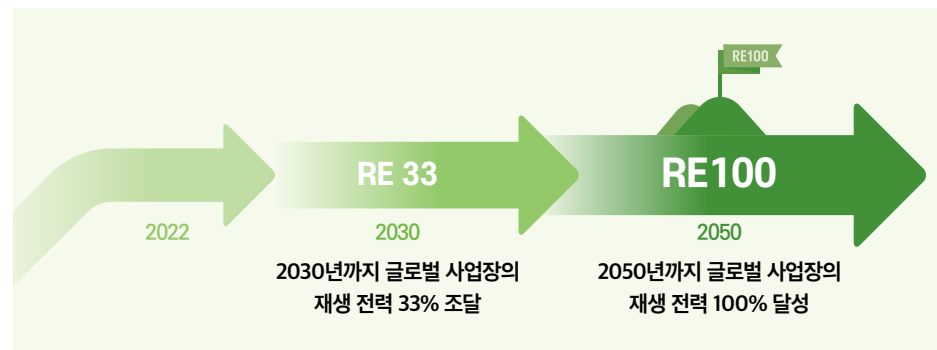 RE100
RE 33
RE100
2022
2030
2050
2030년까지 글로벌 사업장의
재생 전력 33% 조달
2050년까지 글로벌 사업장의
재생 전력 100% 달성